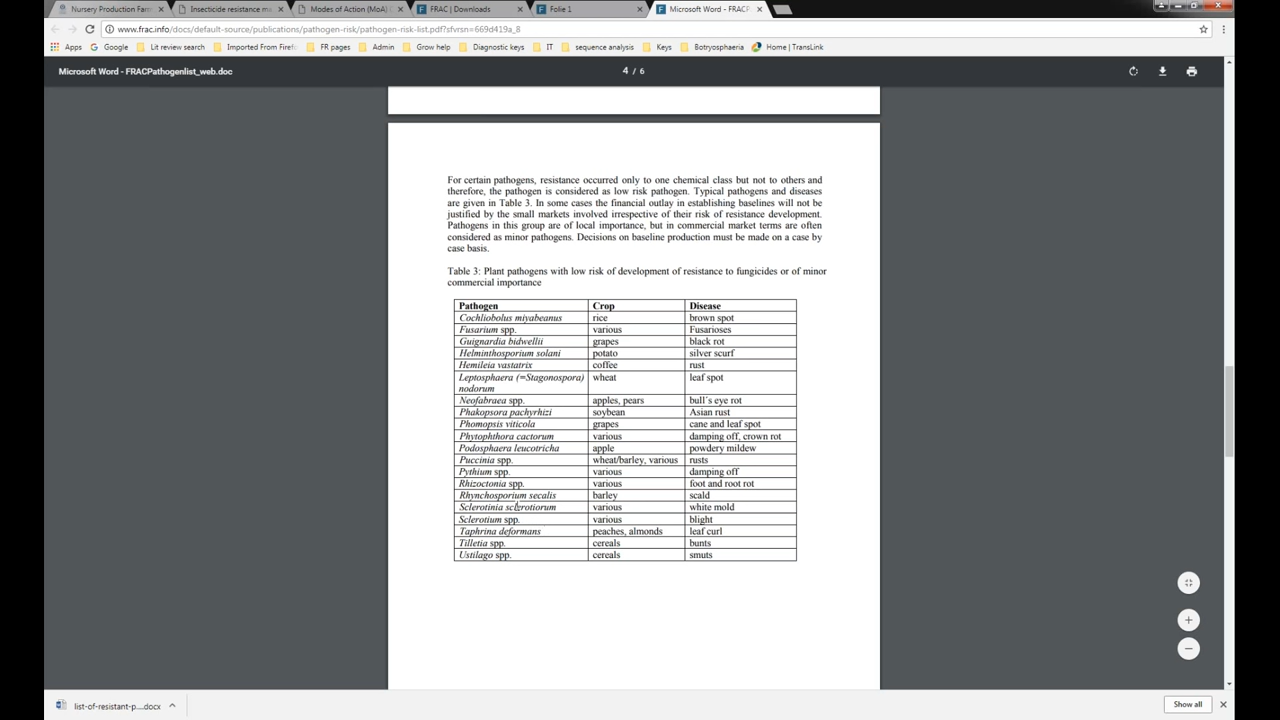 Nursery Production Farm
Insecticide resistance m
Modes of Action (MoA)
FRAC | Downloads
Folie 1
Microsoft Word - FRACP
www.frac.info/docs/default-source/publications/pathogen-risk/pathogen-risk-list.pdf?sfvrsn=669d419a_8
Apps Google Lit review search Imported From Firef FR pages Admin Grow help Diagnostic keys IT sequence analysis Keys Botryosphaeria Home | TransLink
Microsoft Word - FRACPathogenlist_web.doc 4 / 6
For certain pathogens, resistance occurred only to one chemical class but not to others and
therefore, the pathogen is considered as low risk pathogen. Typical pathogens and diseases
are given in Table 3. In some cases the financial outlay in establishing baselines will not be
justified by the small markets involved irrespective of their risk of resistance development.
Pathogens in this group are of local importance, but in commercial market terms are often
considered as minor pathogens. Decisions on baseline production must be made on a case by
case basis.
Table 3: Plant pathogens with low risk of development of resistance to fungicides or of minor
commercial importance
Pathogen Crop Disease
Cochliobolus miyabeanus rice brown spot
Fusarium spp. various Fusarioses
Guignardia bidwellii grapes black rot
Helminthosporium solani potato silver scurf
Hemileia vastatrix coffee rust
Leptosphaera (=Stagonospora) wheat leaf spot
nodorum
Neofabraea spp. apples, pears bull´s eye rot
Phakopsora pachyrhizi soybean Asian rust
Phomopsis viticola grapes cane and leaf spot
Phytophthora cactorum various damping off, crown rot
Podosphaera leucotricha apple powdery mildew
Puccinia spp. wheat/barley, various rusts
Pythium spp. various damping off
Rhizoctonia spp. various foot and root rot
Rhynchosporium secalis barley scald
Sclerotinia sclerotiorum various white mold
Sclerotium spp. various blight
Taphrina deformans peaches, almonds leaf curl
Tilletia spp. cereals bunts
Ustilago spp. cereals smuts
list-of-resistant-p....docx Show all